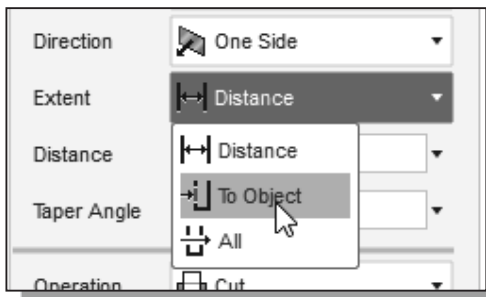 Direction One Side
Extent Distance
Distance Distance
Taper Angle To Object
All
Operation Cut